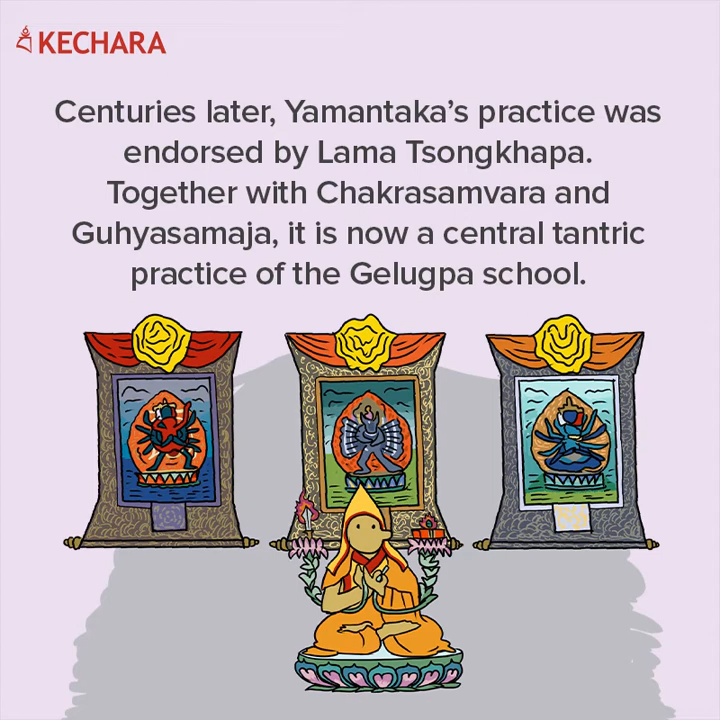 KECHARA
Centuries later, Yamantaka’s practice was
endorsed by Lama Tsongkhapa.
Together with Chakrasamvara and
Guhyasamaja, it is now a central tantric
practice of the Gelugpa school.